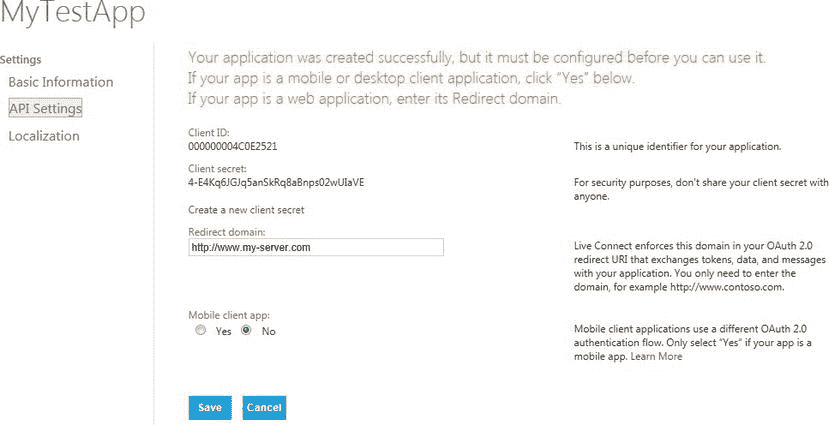 MyTestApp
Settings
Basic Information
API Settings
Localization
Your application was created successfully, but it must be configured before you can use it.
If your app is a mobile or desktop client application, click “Yes” below.
If your app is a web application, enter its Redirect domain.
Client ID:
000000004C0E2521
This is a unique identifier for your application.
Client secret:
4-E4Kq6JGJq5anSkRq8aBnps02wUIaVE
For security purposes, don't share your client secret with
anyone.
Create a new client secret
Redirect domain:
http://www.my-server.com
Live Connect enforces this domain in your OAuth 2.0
redirect URI that exchanges tokens, data, and messages
with your application. You only need to enter the
domain, for example http://www.contoso.com.
Mobile client app:
Yes No
Mobile client applications use a different OAuth 2.0
authentication flow. Only select “Yes” if your app is a
mobile app. Learn More
Save Cancel